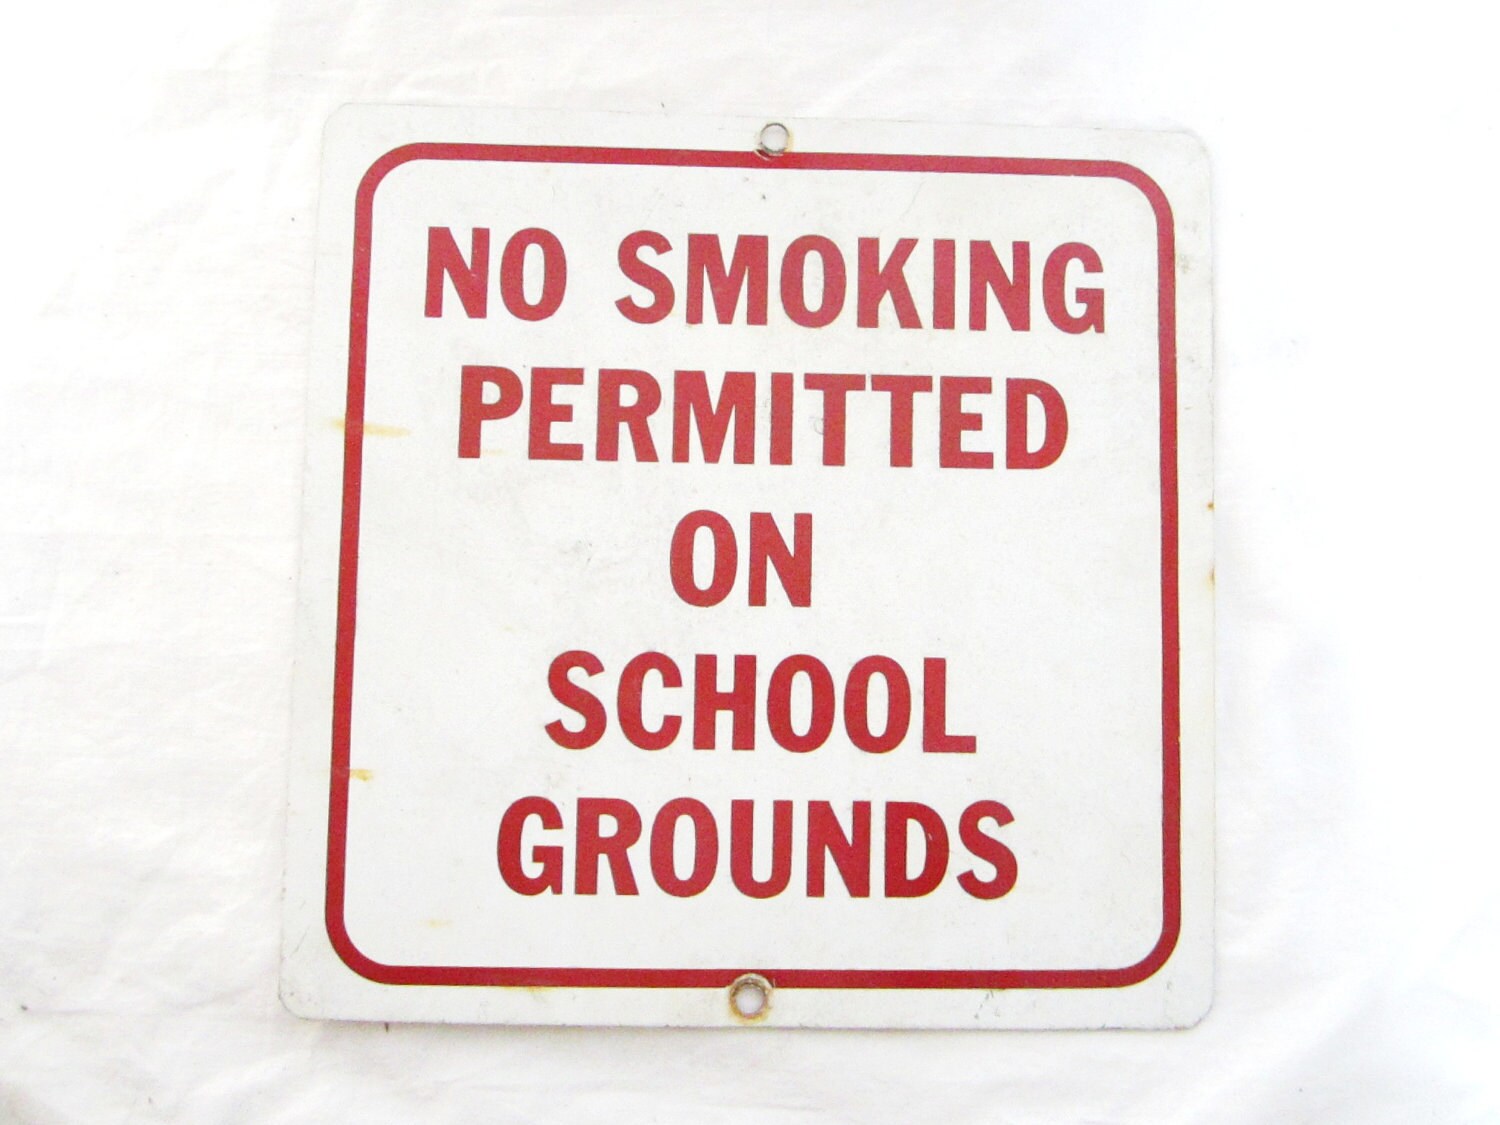 NO SMOKING
PERMITTED
ON
SCHOOL
GROUNDS